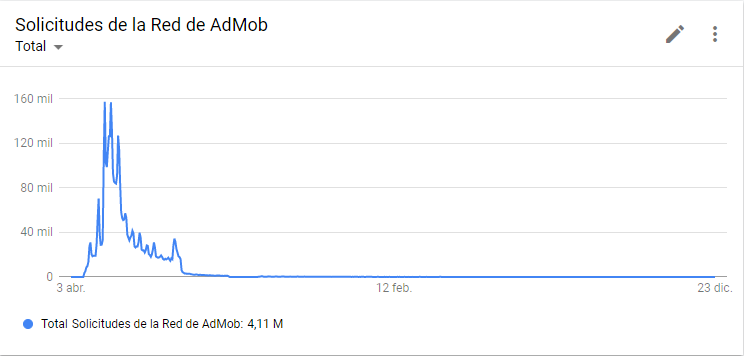 Solicitudes de la Red de AdMob
Total
160 mil
120 mil
80 mil
40 mil
0
3 abr.
12 feb.
23 dic.
Total Solicitudes de la Red de AdMob: 4,11 M